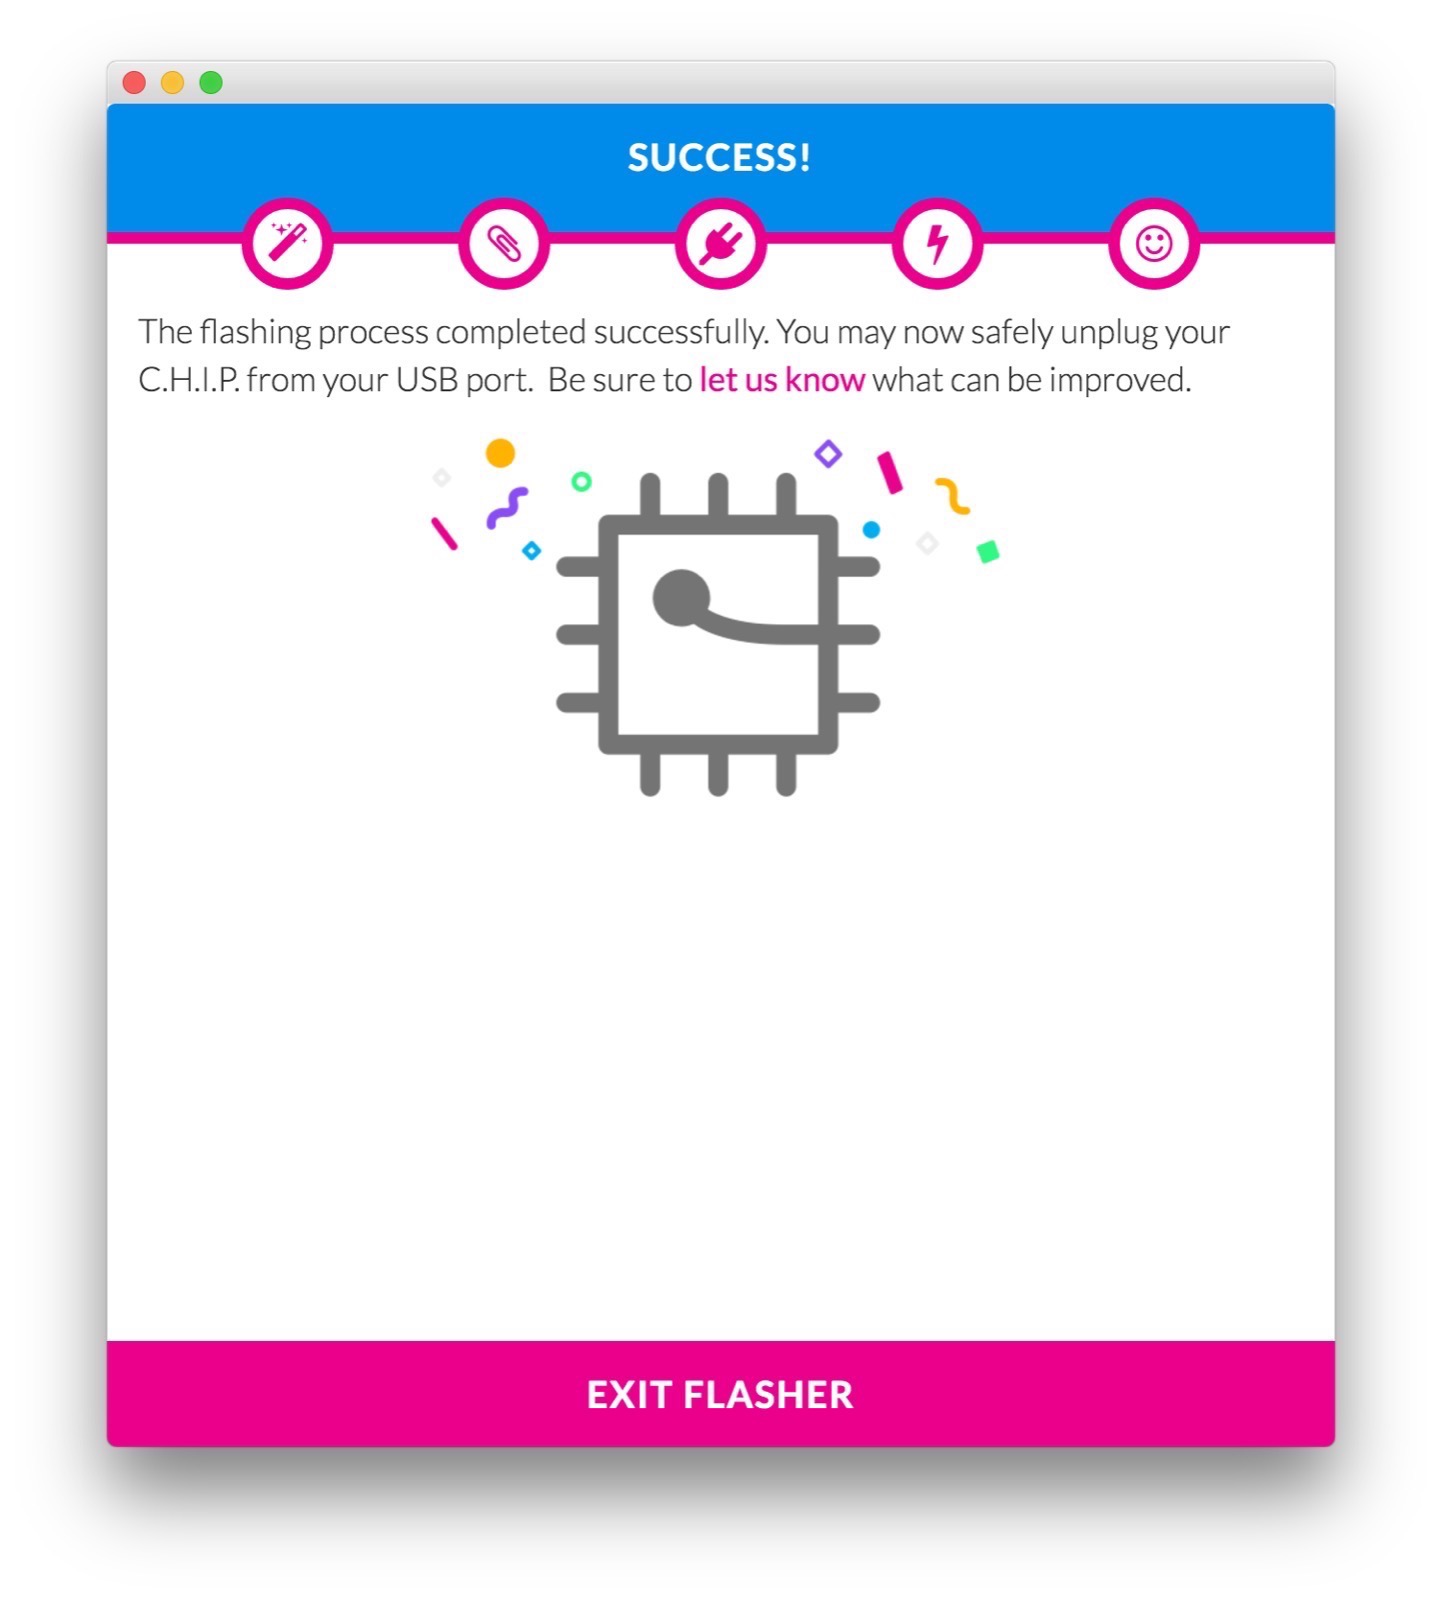 SUCCESS!
The flashing process completed successfully. You may now safely unplug your
C.H.I.P. from your USB port.  Be sure to let us know what can be improved.
EXIT FLASHER